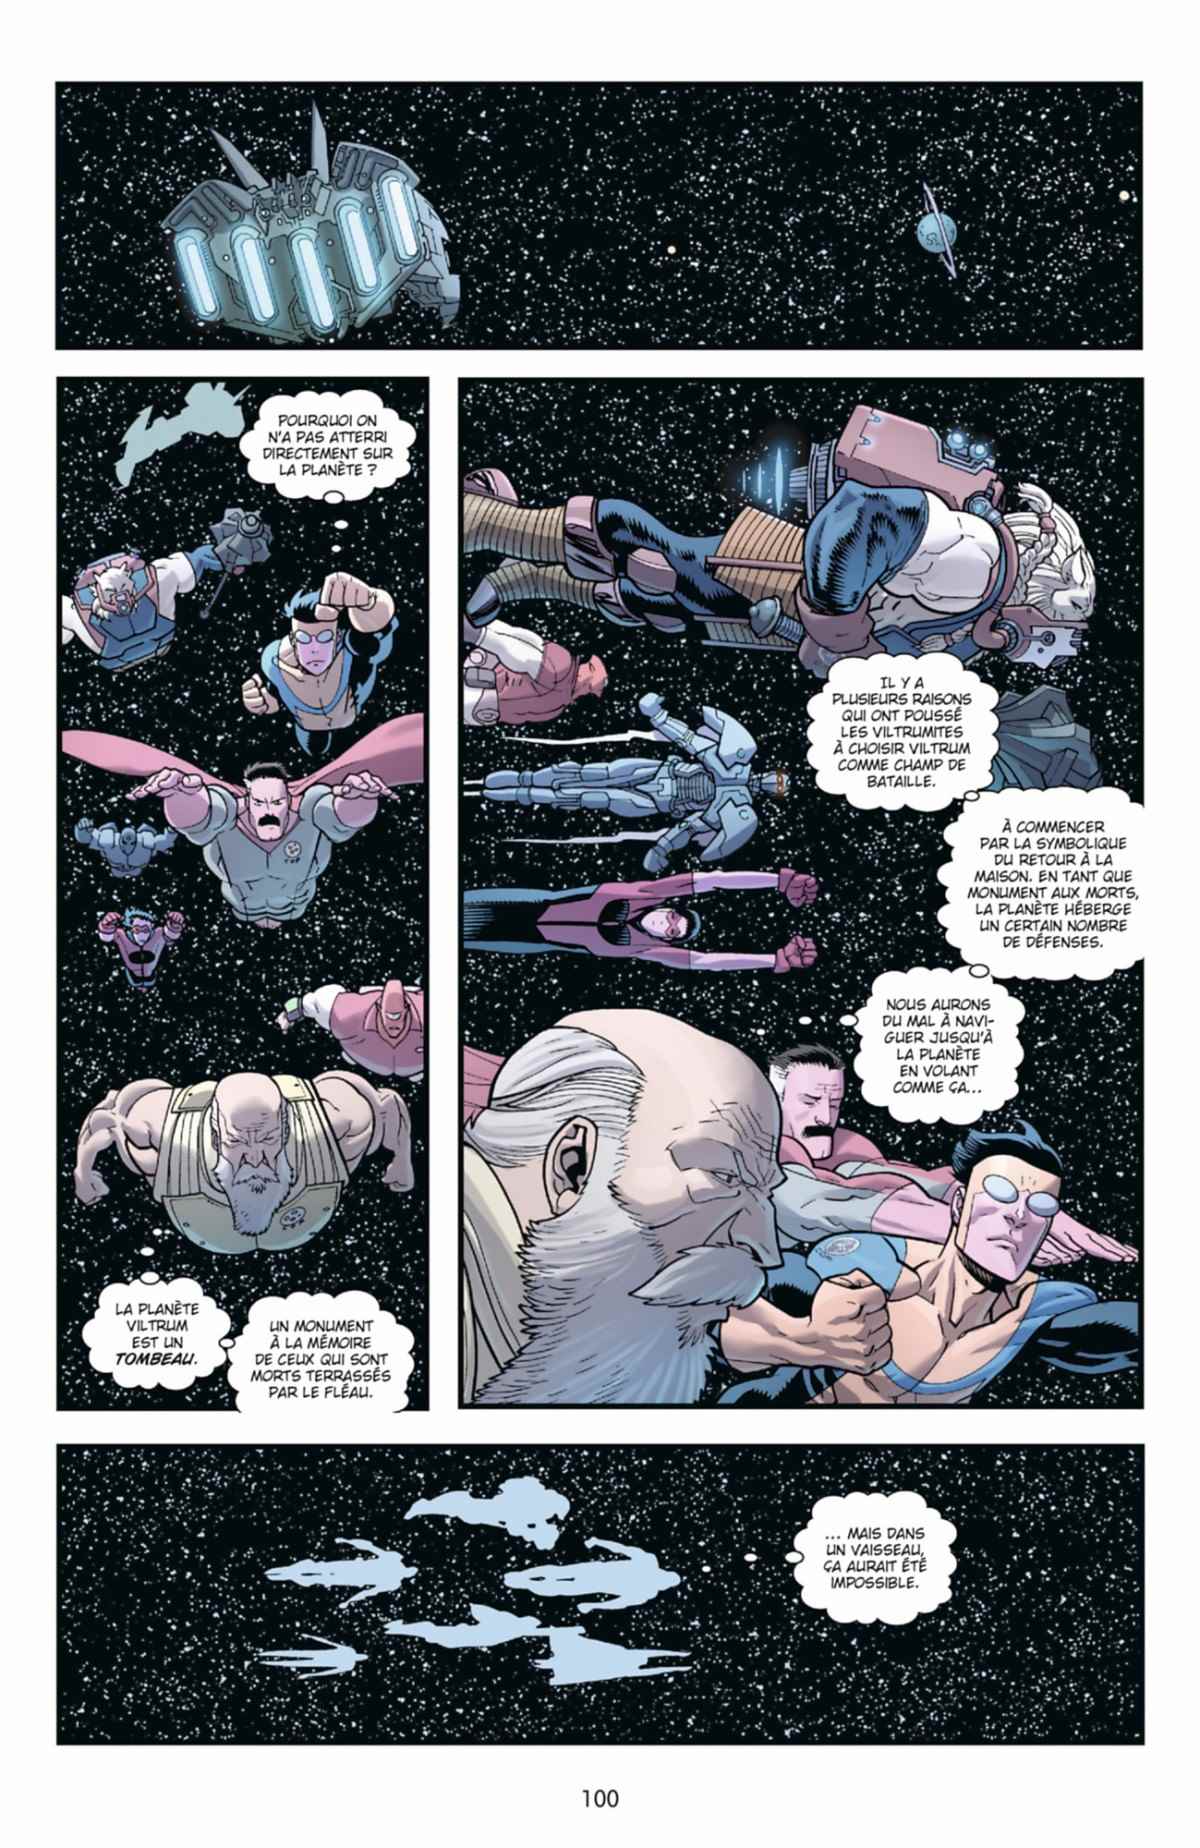 POURQUOI ON
N'A PAS ATTERRI
DIRECTEMENT SUR
LA PLANÈTE ?
LA PLANÈTE
VILTRUM
EST UN
TOMBEAU.
UN MONUMENT
À LA MÉMOIRE
DE CEUX QUI SONT
MORTS TERRASSÉS
PAR LE FLÉAU.
IL Y A
PLUSIEURS RAISONS
QUI ONT POUSSÉ
LES VILTRUMITES
À CHOISIR VILTRUM
COMME CHAMP DE
BATAILLE.
À COMMENCER
PAR LA SYMBOLIQUE
DU RETOUR À LA
MAISON. EN TANT QUE
MONUMENT AUX MORTS,
LA PLANÈTE HÉBERGE
UN CERTAIN NOMBRE
DE DÉFENSES.
NOUS AURONS
DU MAL À NAVI-
GUER JUSQU'À
LA PLANÈTE
EN VOLANT
COMME ÇA...
... MAIS DANS
UN VAISSEAU,
ÇA AURAIT ÉTÉ
IMPOSSIBLE.
100